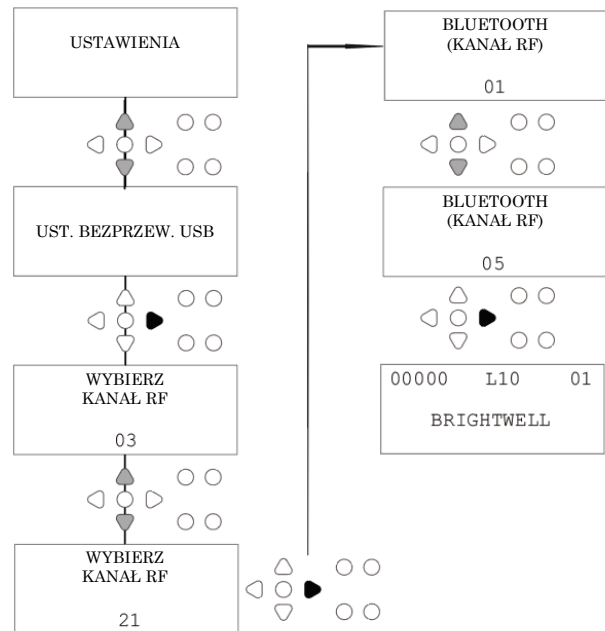 USTAWIENIA
UST. BEZPRZEW. USB
WYBIERZ
KANAŁ RF
03
WYBIERZ
KANAŁ RF
21
BLUETOOTH
(KANAŁ RF)
01
BLUETOOTH
(KANAŁ RF)
05
00000 L10 01
BRIGHTWELL